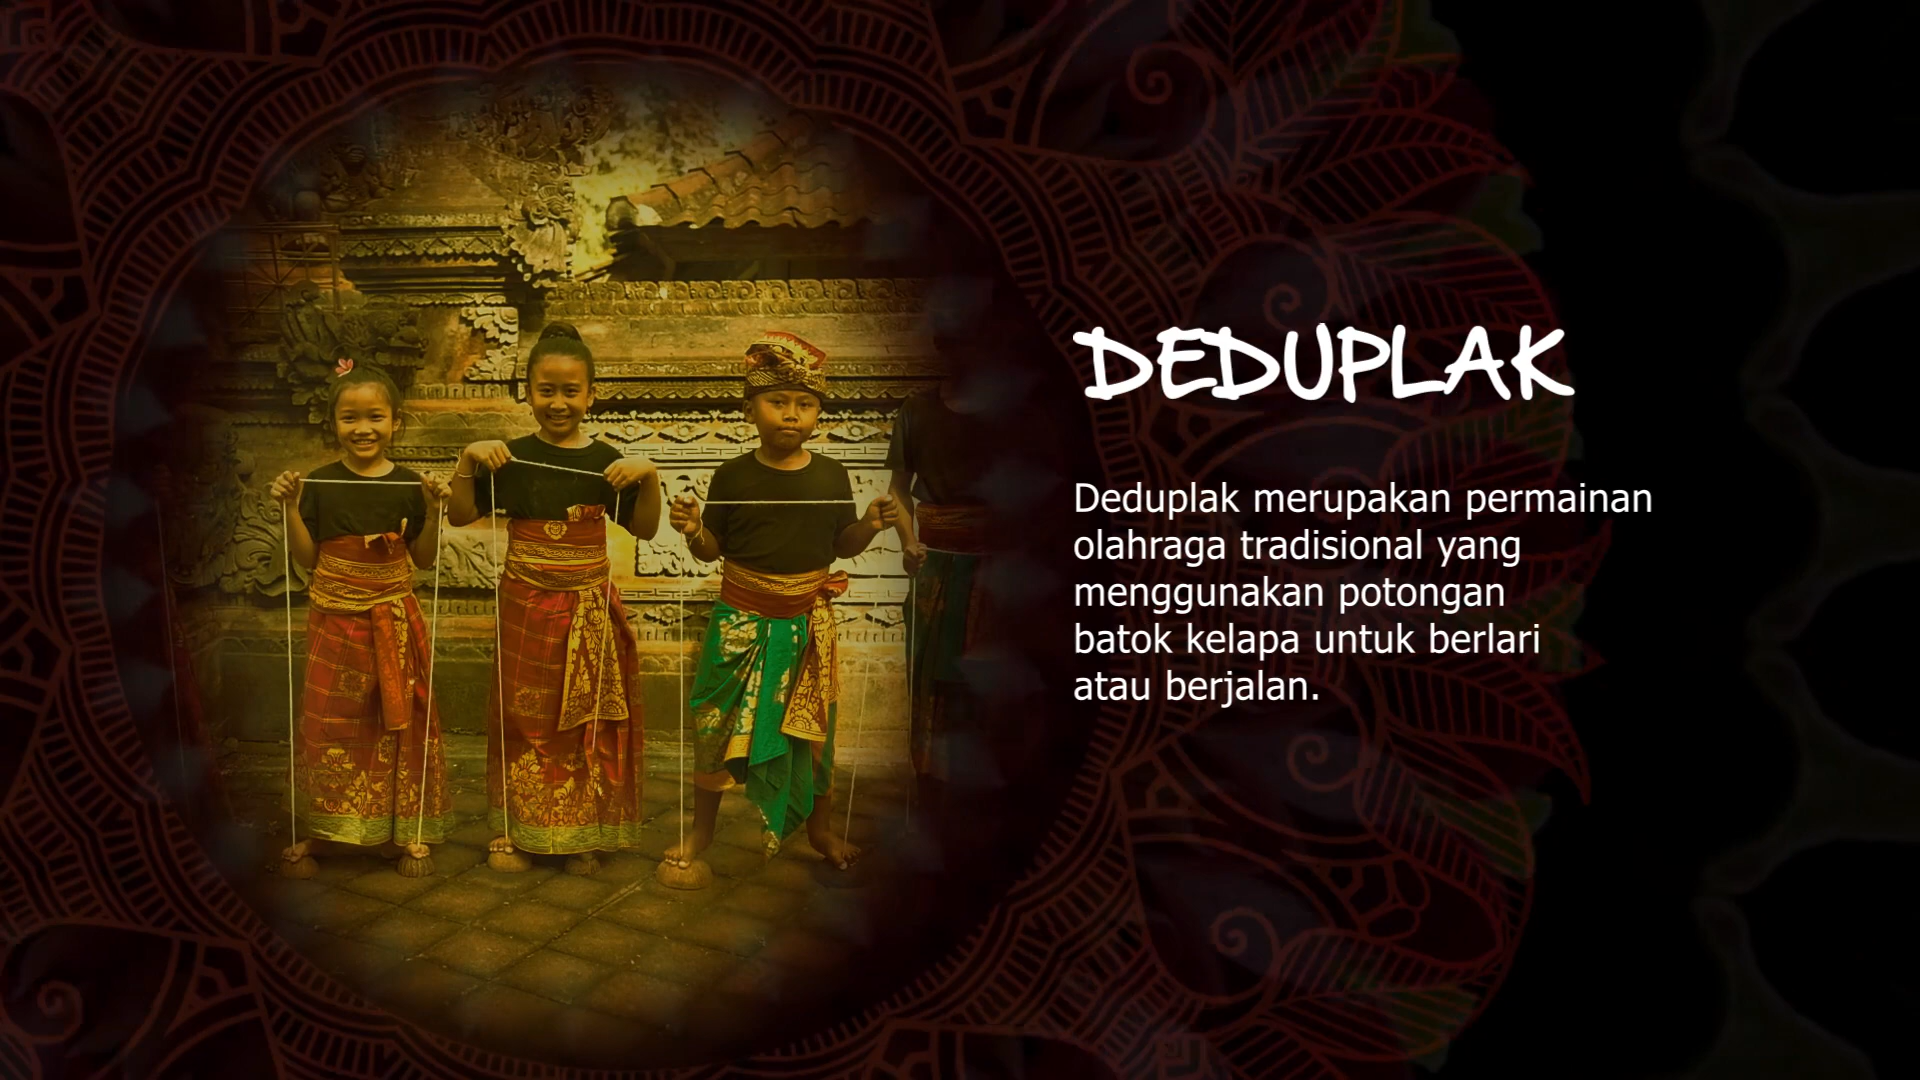 DEDUPLAK
Deduplak merupakan permainan
olahraga tradisional yang
menggunakan potongan
batok kelapa untuk berlari
atau berjalan.